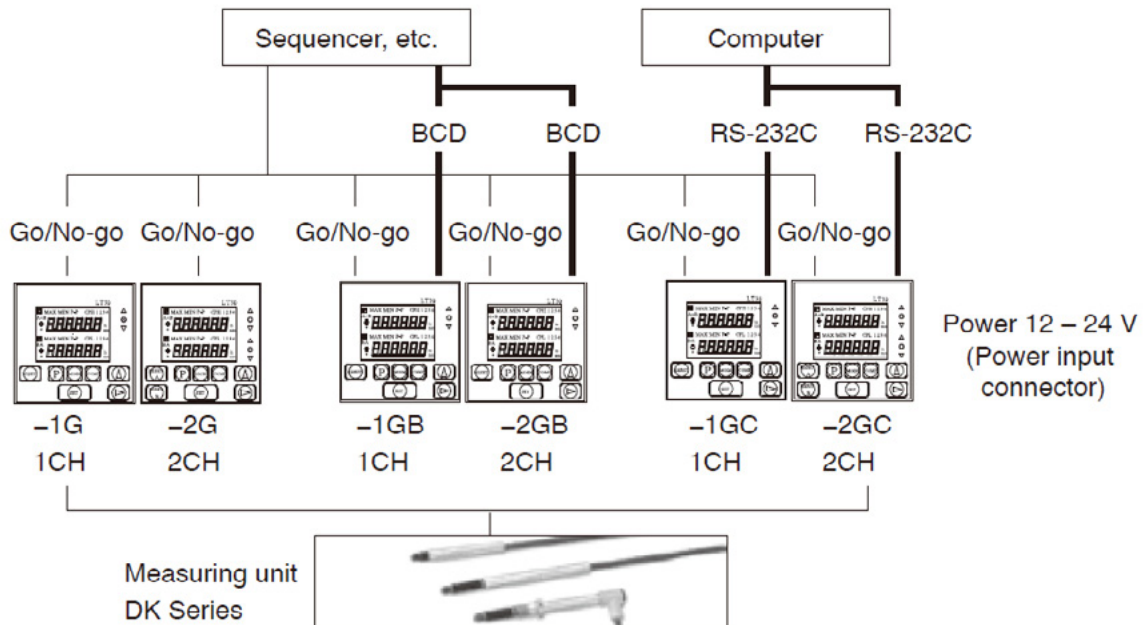 Sequencer, etc. Computer
BCD BCD RS-232C RS-232C
Go/No-go Go/No-go Go/No-go Go/No-go Go/No-go Go/No-go
Power 12 – 24 V
(Power input
connector)
–1G –2G –1GB –2GB –1GC –2GC
1CH 2CH 1CH 2CH 1CH 2CH
Measuring unit
DK Series